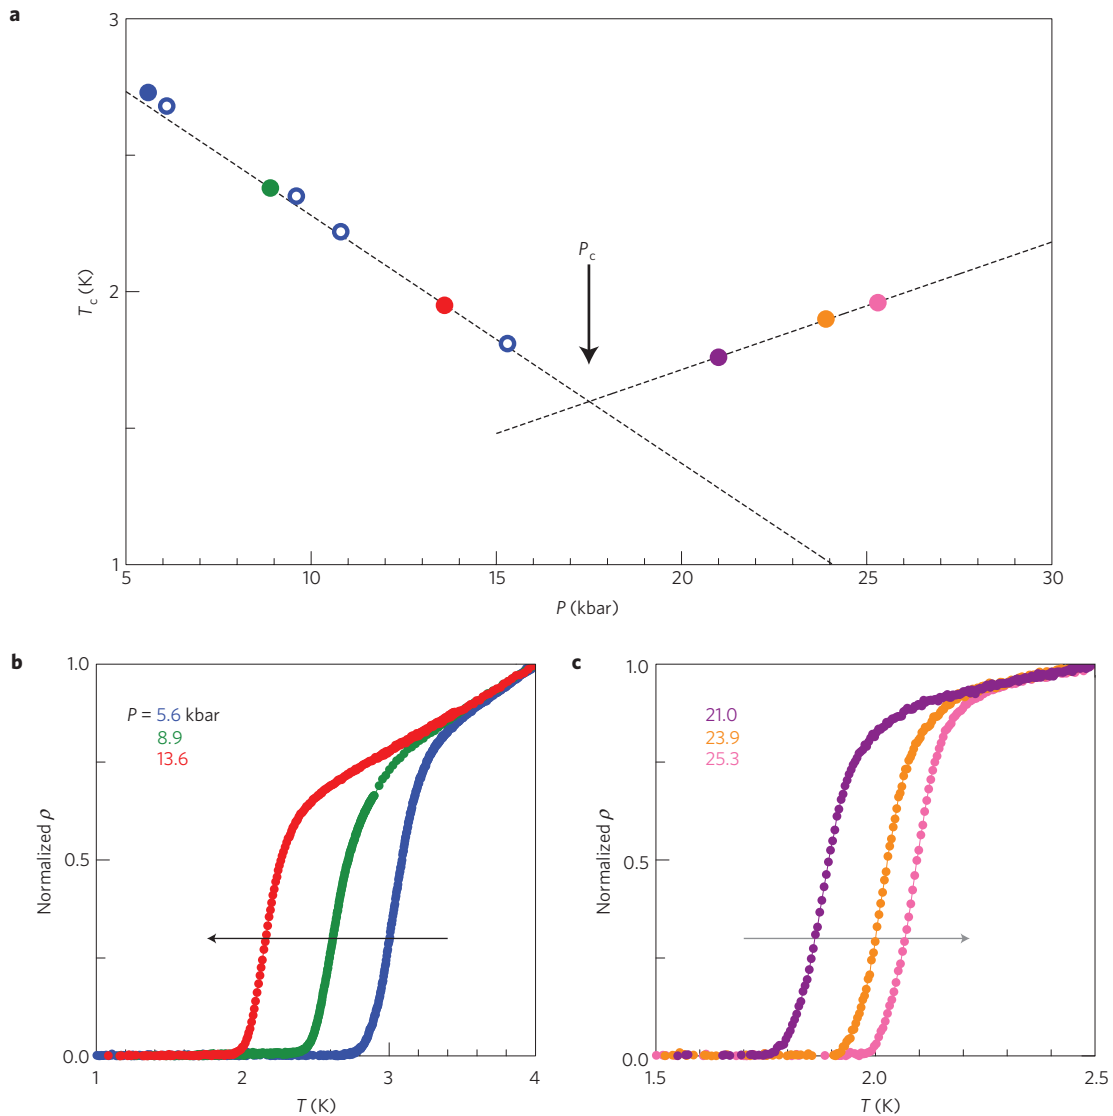 a
3
2
1
T_c (K)
P_c
5 10 15 20 25 30
P (kbar)
b
1.0
0.5
0.0
Normalized ρ
P = 5.6 kbar
8.9
13.6
1 2 3 4
T (K)
c
1.0
0.5
0.0
Normalized ρ
21.0
23.9
25.3
1.5 2.0 2.5
T (K)